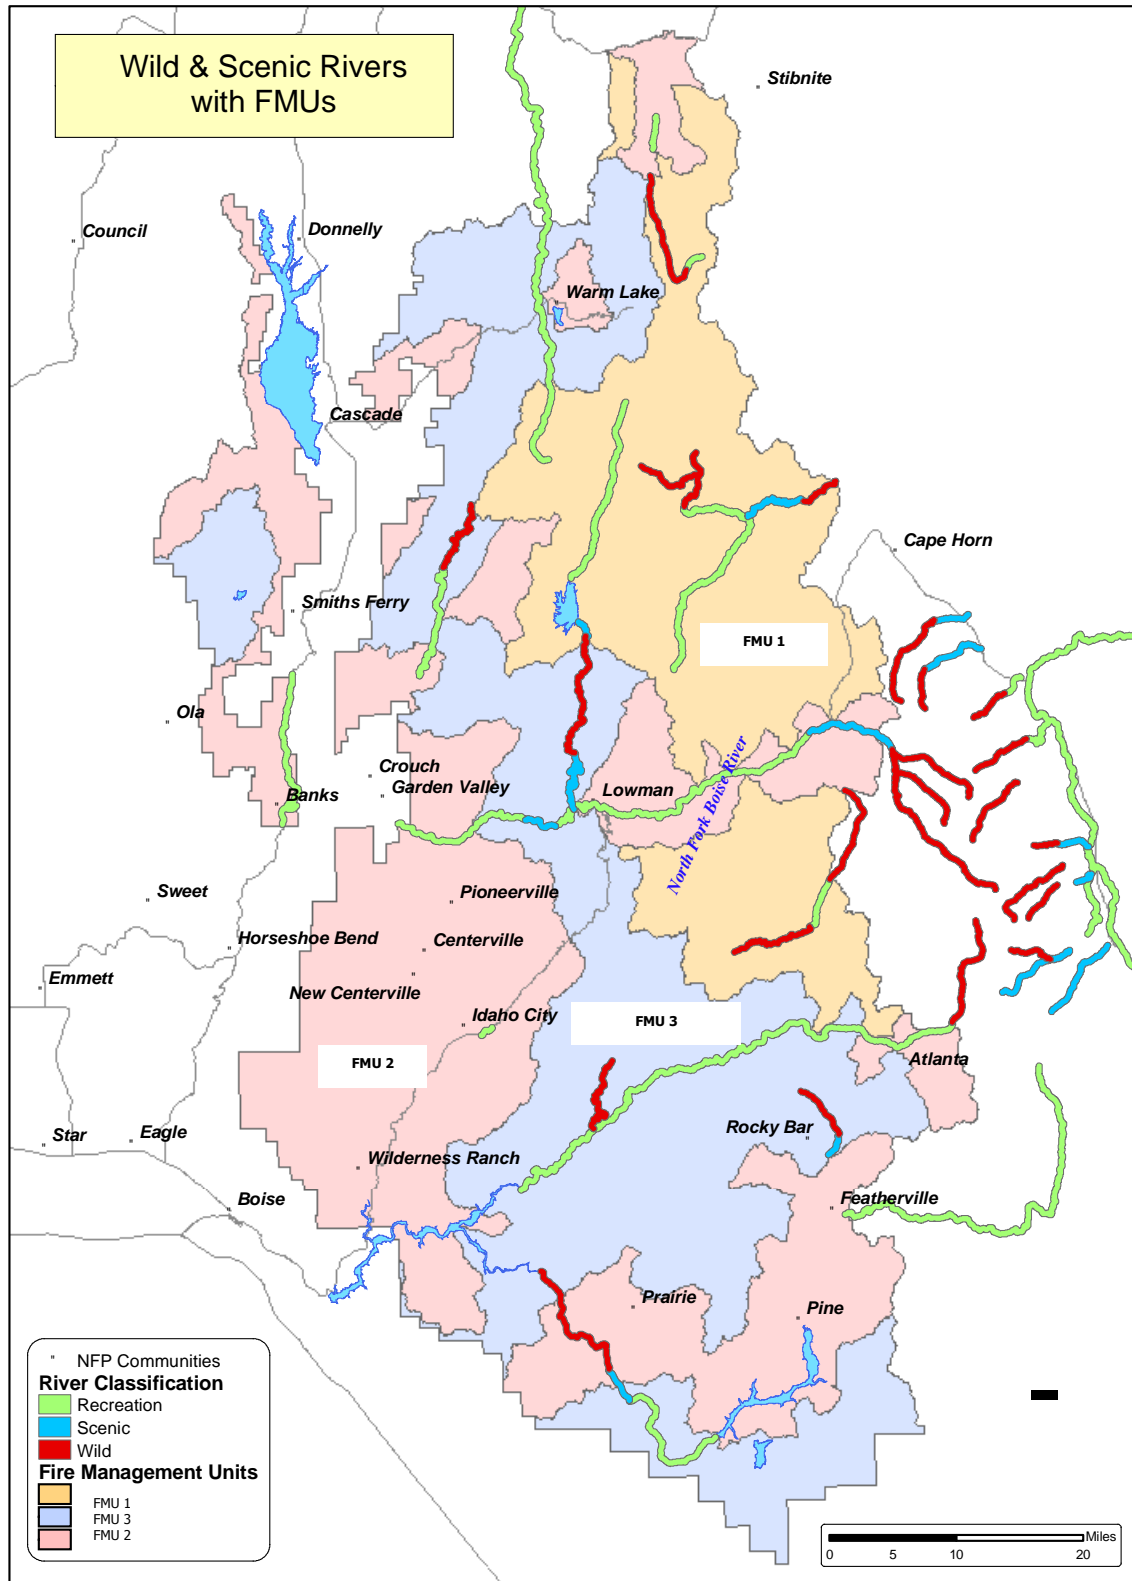 Wild & Scenic Rivers
with FMUs
Stibnite
Council
Donnelly
Warm Lake
Cascade
Cape Horn
Smiths Ferry
FMU 1
Ola
Crouch
Garden Valley
Banks
Lowman
North Fork Boise River
Sweet
Pioneerville
Horseshoe Bend
Centerville
Emmett
New Centerville
Idaho City
FMU 3
FMU 2
Atlanta
Star
Eagle
Rocky Bar
Wilderness Ranch
Boise
Featherville
Prairie
Pine
NFP Communities
River Classification
Recreation
Scenic
Wild
Fire Management Units
FMU 1
FMU 3
FMU 2
Miles
0 5 10 20